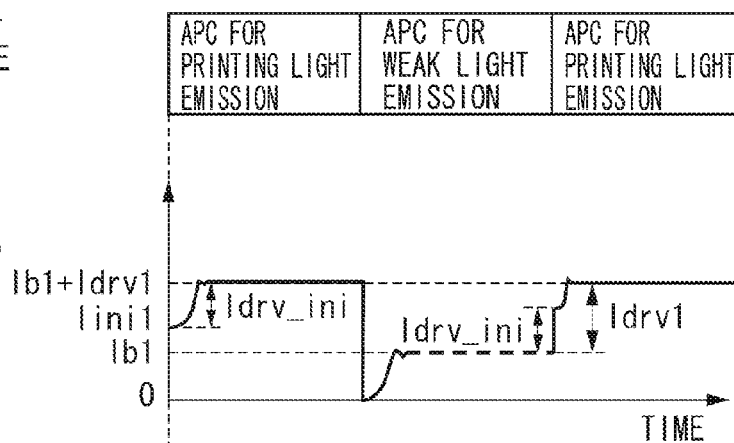 APC FOR
PRINTING LIGHT
EMISSION
APC FOR
WEAK LIGHT
EMISSION
APC FOR
PRINTING LIGHT
EMISSION
Ib1+Idrv1
Iini1
Ib1
0
Idrv_ini
Idrv_ini
Idrv1
TIME